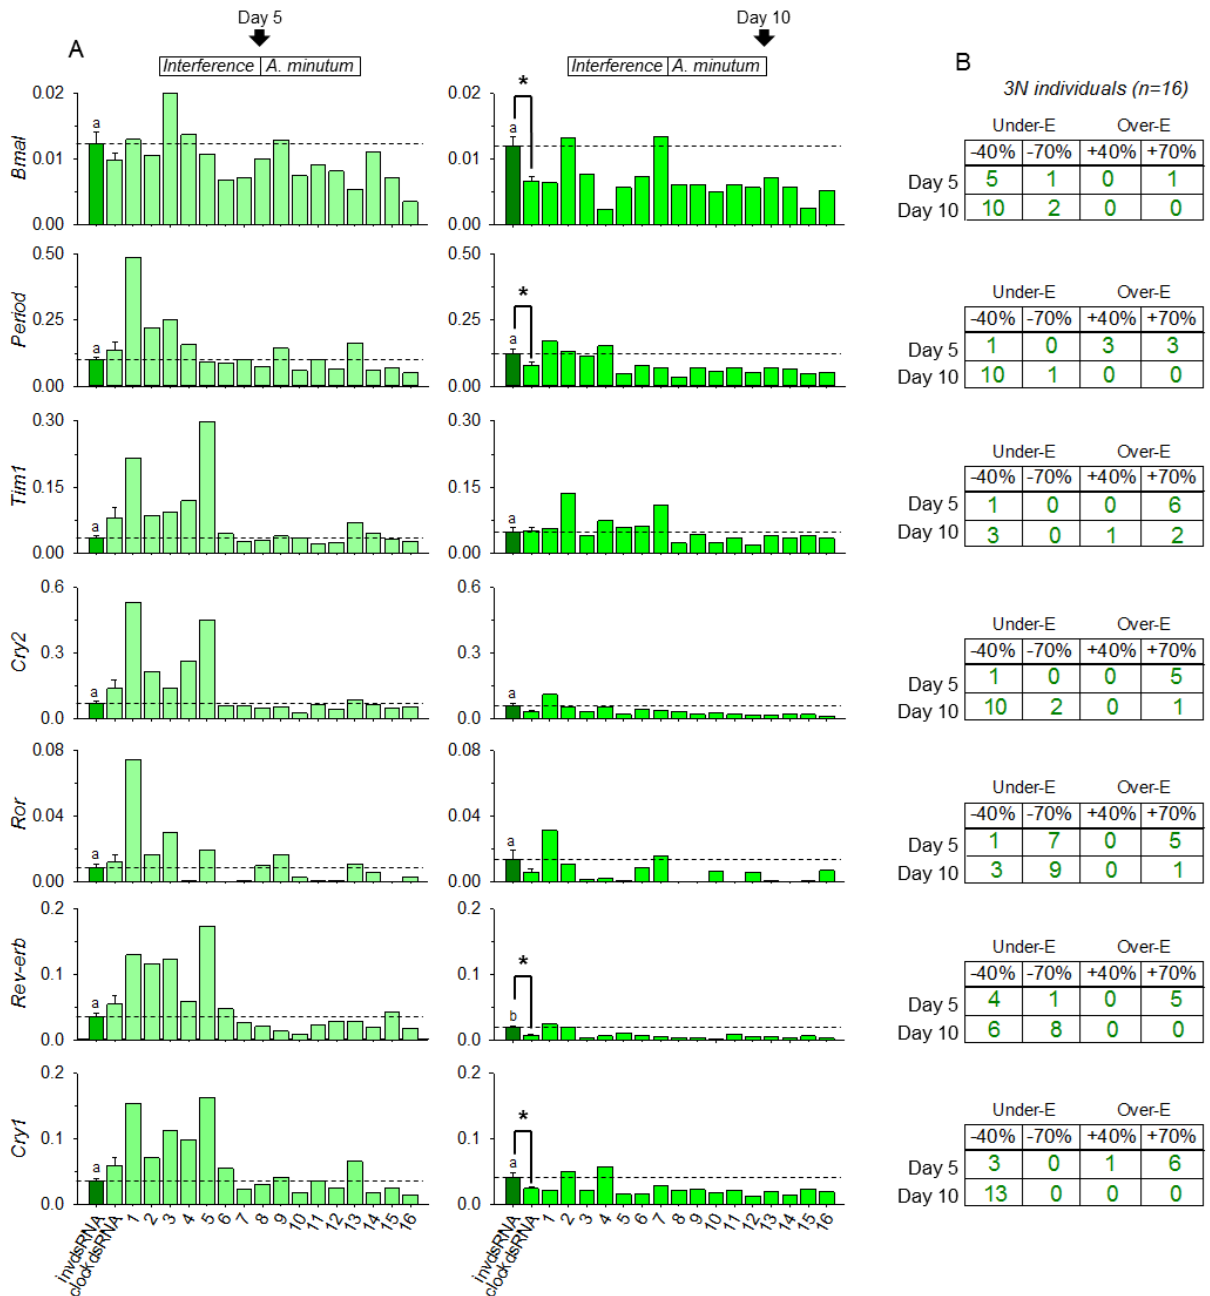 Day 5
Day 10
A
Interference
A. minutum
Interference
A. minutum
B
3N individuals (n=16)
Bmal
0.02
0.01
0.00
a
0.02
0.01
0.00
*
a
Under-E Over-E
-40% -70% +40% +70%
Day 5 5 1 0 1
Day 10 10 2 0 0
Period
0.50
0.25
0.00
a
0.50
0.25
0.00
*
a
Under-E Over-E
-40% -70% +40% +70%
Day 5 1 0 3 3
Day 10 10 1 0 0
Tim1
0.30
0.15
0.00
a
0.30
0.15
0.00
a
Under-E Over-E
-40% -70% +40% +70%
Day 5 1 0 0 6
Day 10 3 0 1 2
Cry2
0.6
0.3
0.0
a
0.6
0.3
0.0
a
Under-E Over-E
-40% -70% +40% +70%
Day 5 1 0 0 5
Day 10 10 2 0 1
Ror
0.08
0.04
0.00
a
0.08
0.04
0.00
a
Under-E Over-E
-40% -70% +40% +70%
Day 5 1 7 0 5
Day 10 3 9 0 1
Rev-erb
0.2
0.1
0.0
a
0.2
0.1
0.0
*
b
Under-E Over-E
-40% -70% +40% +70%
Day 5 4 1 0 5
Day 10 6 8 0 0
Cry1
0.2
0.1
0.0
a
0.2
0.1
0.0
*
a
Under-E Over-E
-40% -70% +40% +70%
Day 5 3 0 1 6
Day 10 13 0 0 0
invdsRNA clockdsRNA 1 2 3 4 5 6 7 8 9 10 11 12 13 14 15 16
invdsRNA clockdsRNA 1 2 3 4 5 6 7 8 9 10 11 12 13 14 15 16